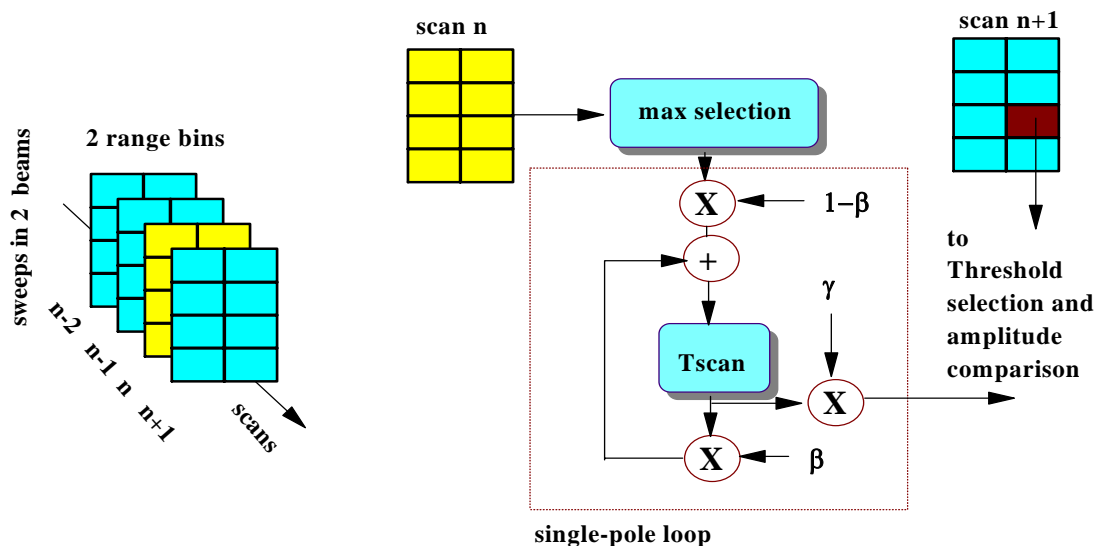 scan n
scan n+1
max selection
2 range bins
sweeps in 2 beams
X
1−β
+
to
Threshold
selection and
amplitude
comparison
γ
n-2
n-1
n
n+1
Tscan
X
scans
X
β
single-pole loop